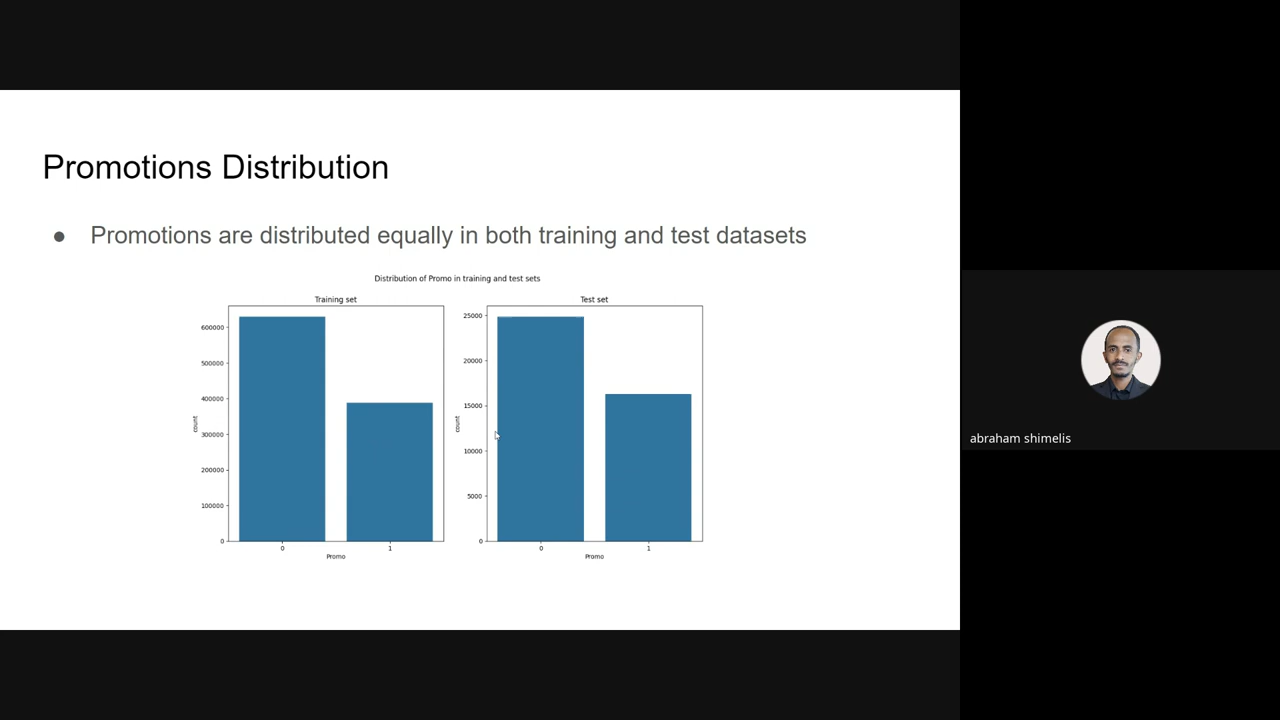 Promotions Distribution
● Promotions are distributed equally in both training and test datasets
Distribution of Promo in training and test sets
Training set
600000
500000
400000
300000
200000
100000
0
count
0 1
Promo
Test set
25000
20000
15000
10000
5000
0
count
0 1
Promo
abraham shimelis